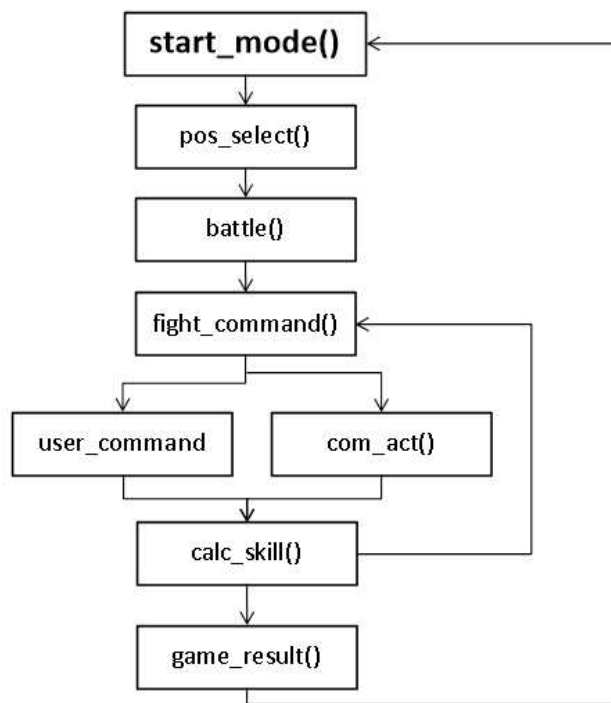 start_mode()
pos_select()
battle()
fight_command()
user_command
com_act()
calc_skill()
game_result()